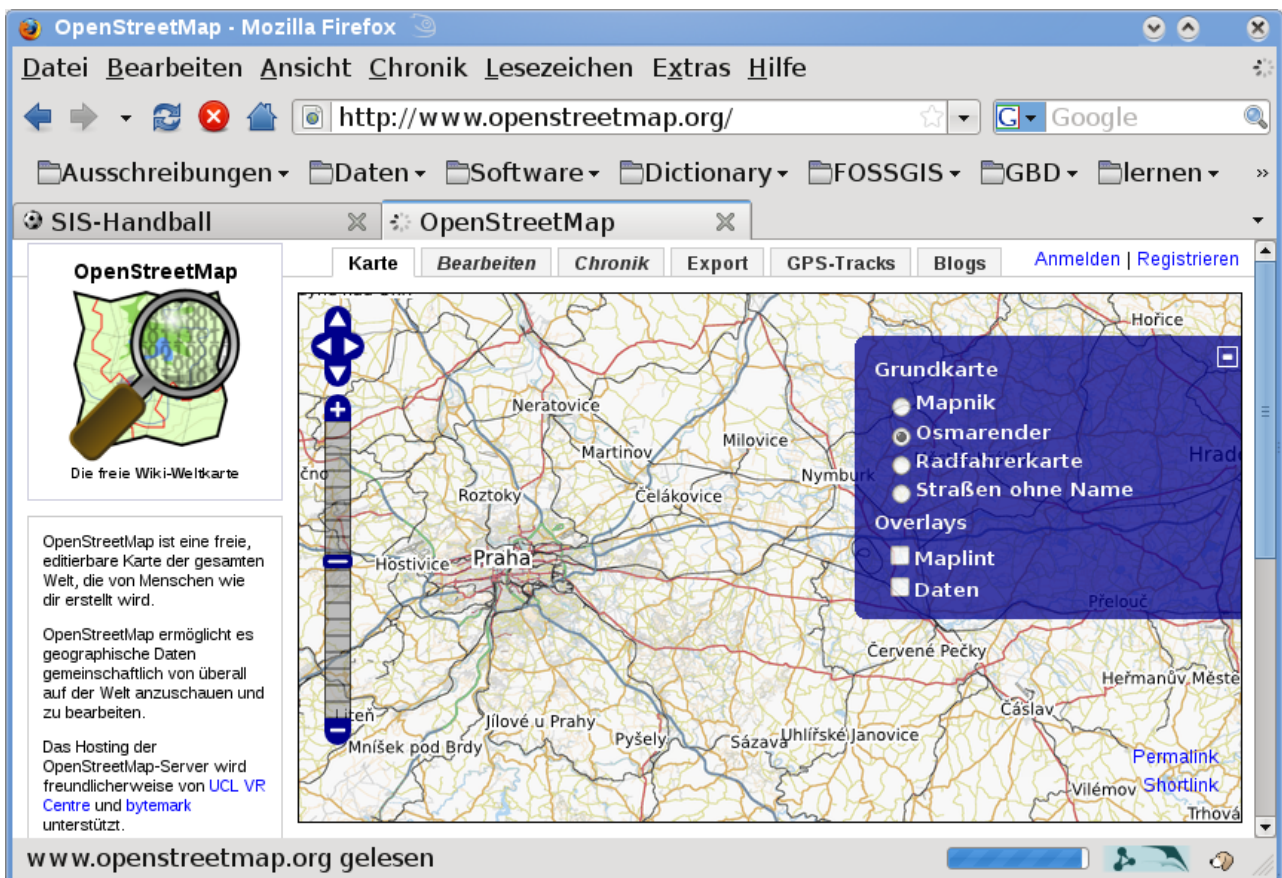 OpenStreetMap - Mozilla Firefox
Datei Bearbeiten Ansicht Chronik Lesezeichen Extras Hilfe
http://www.openstreetmap.org/
G Google
Ausschreibungen Daten Software Dictionary FOSSGIS GBD lernen »
SIS-Handball
OpenStreetMap
OpenStreetMap
Die freie Wiki-Weltkarte
OpenStreetMap ist eine freie,
editierbare Karte der gesamten
Welt, die von Menschen wie
dir erstellt wird.
OpenStreetMap ermöglicht es
geographische Daten
gemeinschaftlich von überall
auf der Welt anzuschauen und
zu bearbeiten.
Das Hosting der
OpenStreetMap-Server wird
freundlicherweise von UCL VR
Centre und bytemark
unterstützt.
Karte Bearbeiten Chronik Export GPS-Tracks Blogs
Anmelden | Registrieren
Hořice
Neratovice
Martinov
Milovice
Nymburk
čno
Roztoky
Čelákovice
Hostivice
Praha
Grundkarte
Mapnik
Osmarender
Radfahrerkarte
Straßen ohne Name
Overlays
Maplint
Daten
Hrade
Přelouč
Červené Pečky
Heřmanův Měste
Čáslav
Liteň
Jílové u Prahy
Mníšek pod Brdy
Pyšely
Sázava
Uhlířské Janovice
Permalink
Shortlink
Vilémov
Trhová
www.openstreetmap.org gelesen